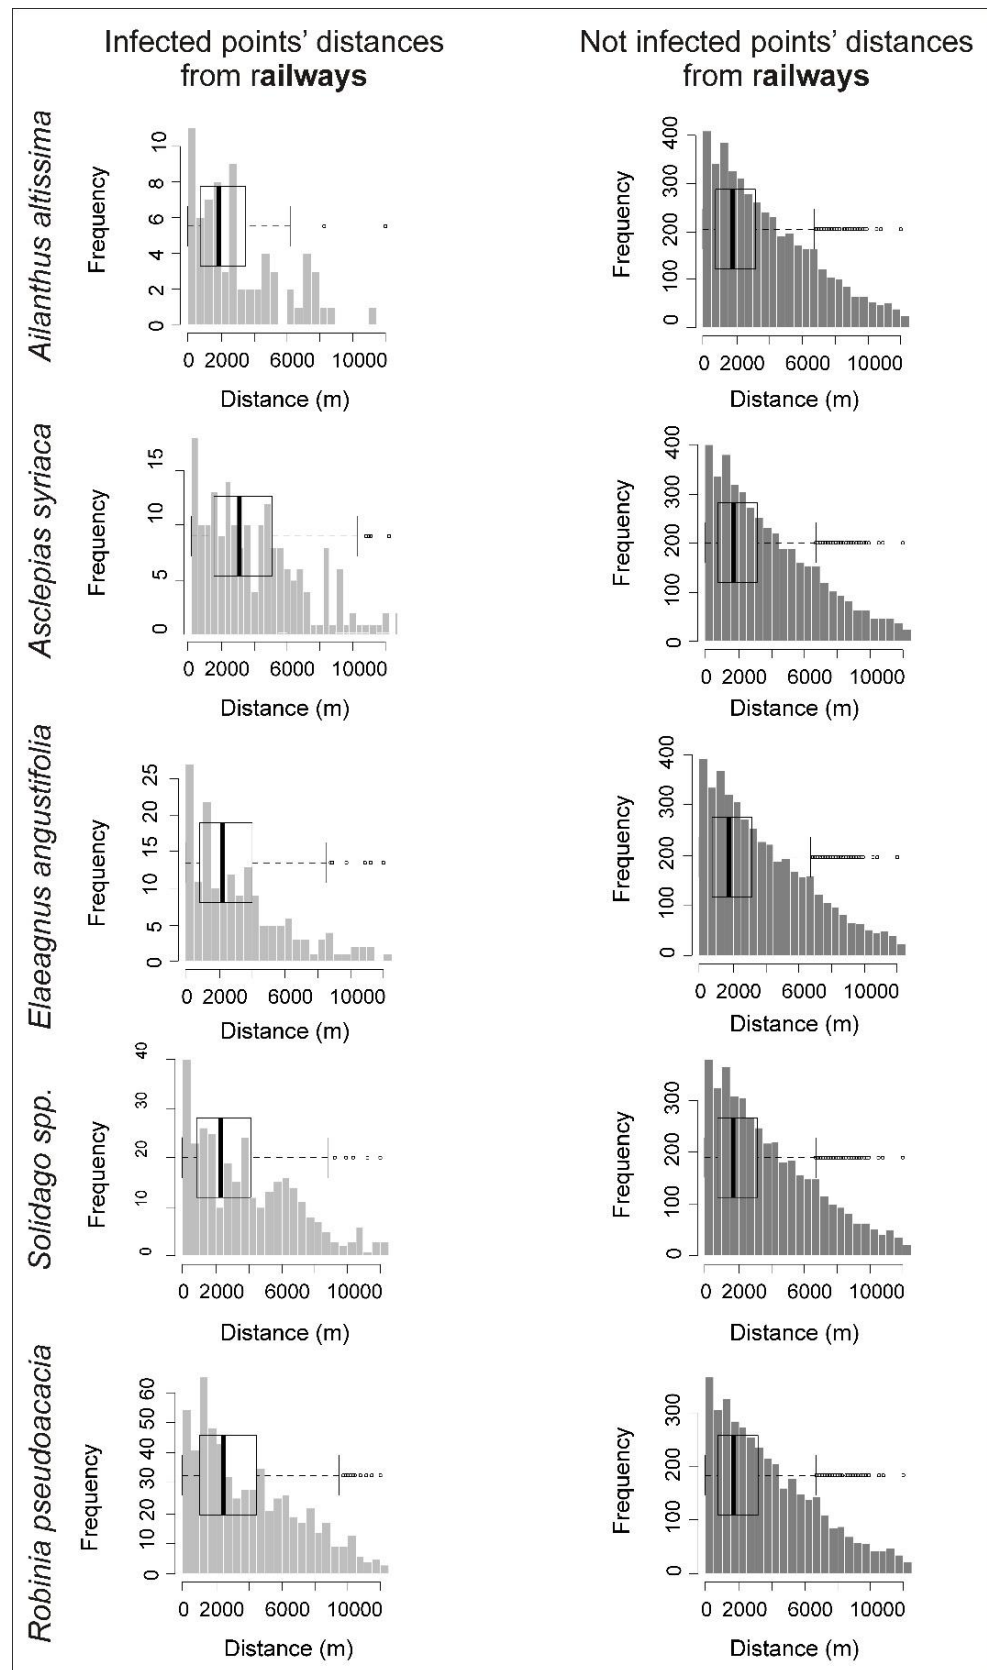 Infected points' distances
from railways
Not infected points' distances
from railways
Ailanthus altissima
Frequency
0 2 4 6 8 10
0 2000 6000 10000
Distance (m)
Frequency
0 100 200 300 400
0 2000 6000 10000
Distance (m)
Asclepias syriaca
Frequency
0 5 10 15
0 2000 6000 10000
Distance (m)
Frequency
0 100 200 300 400
0 2000 6000 10000
Distance (m)
Elaeagnus angustifolia
Frequency
0 5 10 15 20 25
0 2000 6000 10000
Distance (m)
Frequency
0 100 200 300 400
0 2000 6000 10000
Distance (m)
Solidago spp.
Frequency
0 10 20 30 40
0 2000 6000 10000
Distance (m)
Frequency
0 100 200 300
0 2000 6000 10000
Distance (m)
Robinia pseudoacacia
Frequency
0 10 20 30 40 50 60
0 2000 6000 10000
Distance (m)
Frequency
0 100 200 300
0 2000 6000 10000
Distance (m)